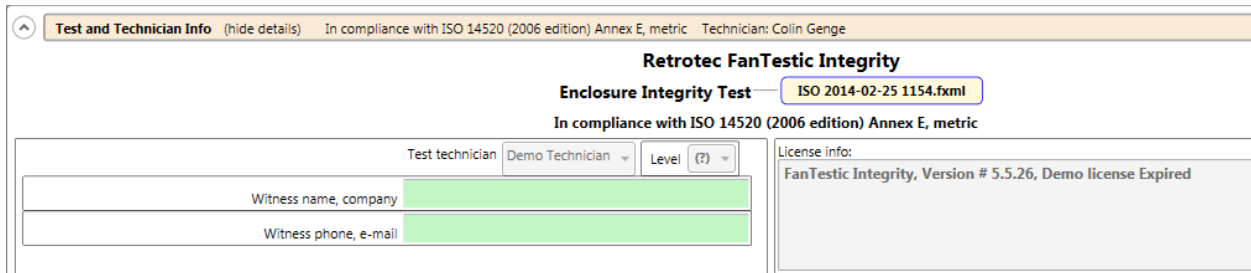 Test and Technician Info (hide details) In compliance with ISO 14520 (2006 edition) Annex E, metric Technician: Colin Genge
Retrotec FanTestic Integrity
Enclosure Integrity Test ISO 2014-02-25 1154.fxml
In compliance with ISO 14520 (2006 edition) Annex E, metric
Test technician Demo Technician Level (?)
License info:
FanTestic Integrity, Version # 5.5.26, Demo license Expired
Witness name, company
Witness phone, e-mail